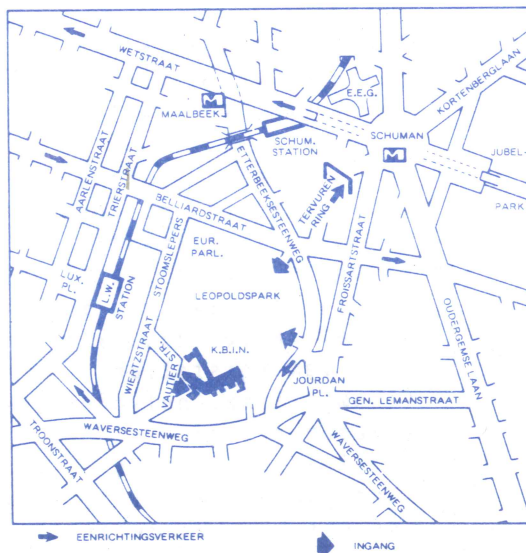 WETSTRAAT
E.E.G.
KORTENBERGLAAN
M
MAALBEEK
SCHUMAN
M
SCHUM.
STATION
JUBEL-
PARK
AARLENSTRAAT
TRIERSTRAAT
ETTERBEEKSESTEENWEG
TERVUREN
RING
BELLIARDSTRAAT
STOOMSLEPERS
EUR.
PARL.
FROISSARTSTRAAT
LUX.
PL.
L.W.
STATION
LEOPOLDSPARK
OUDERGEMSE LAAN
WIERTZSTRAAT
VAUTIER STR.
K.B.I.N.
JOURDAN
PL.
GEN. LEMANSTRAAT
TROONSTRAAT
WAVERSESTEENWEG
WAVERSESTEENWEG
EENRICHTINGSVERKEER
INGANG